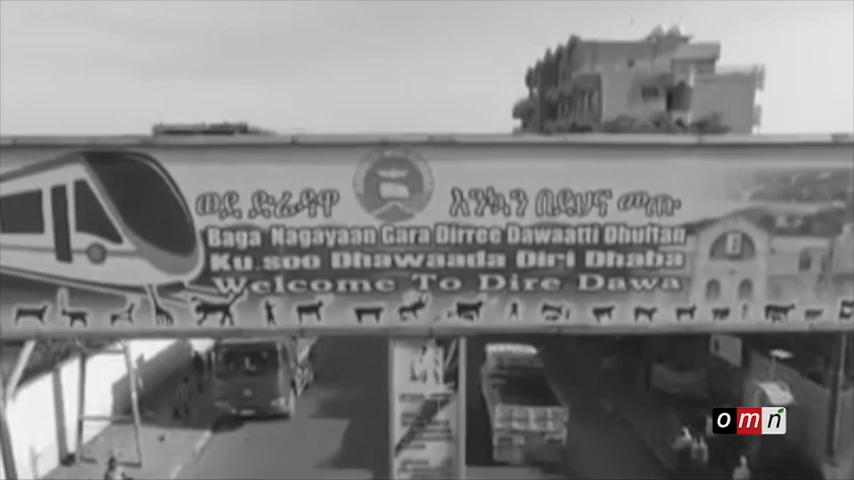 ወደ ድሬዳዋ እንኳን በደህና መጡ
Baga Nagayaan Gara Dirree Dawaatti Dhuftan
Ku.soo Dhawaada Diri Dhaba
Welcome To Dire Dawa
omn